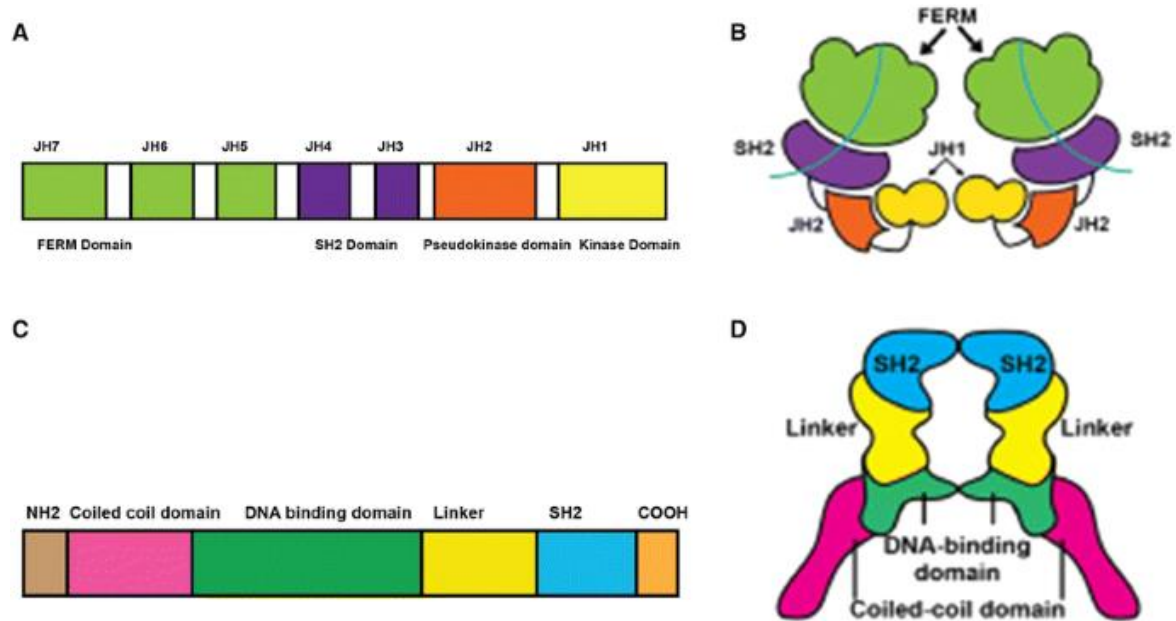 A
JH7 JH6 JH5 JH4 JH3 JH2 JH1
FERM Domain SH2 Domain Pseudokinase domain Kinase Domain
B
FERM
SH2 JH1 SH2
JH2 JH2
C
NH2 Coiled coil domain DNA binding domain Linker SH2 COOH
D
SH2 SH2
Linker Linker
DNA-binding
domain
Coiled-coil domain